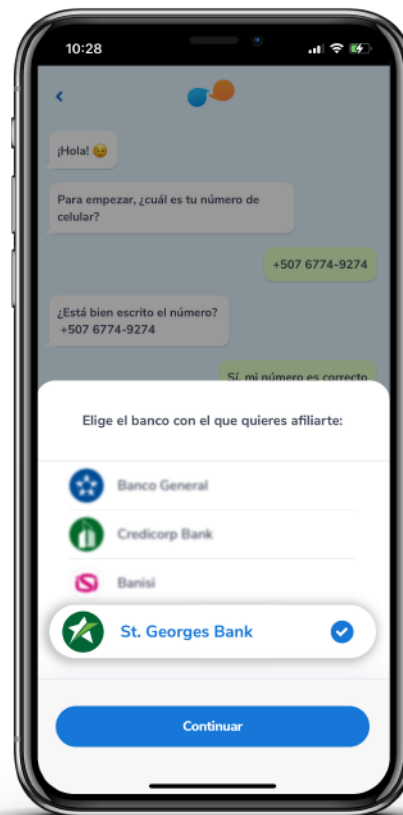 10:28
¡Hola! 😉
Para empezar, ¿cuál es tu número de
celular?
+507 6774-9274
¿Está bien escrito el número?
+507 6774-9274
Sí, mi número es correcto
Elige el banco con el que quieres afiliarte:
Banco General
Credicorp Bank
Banisi
St. Georges Bank
Continuar